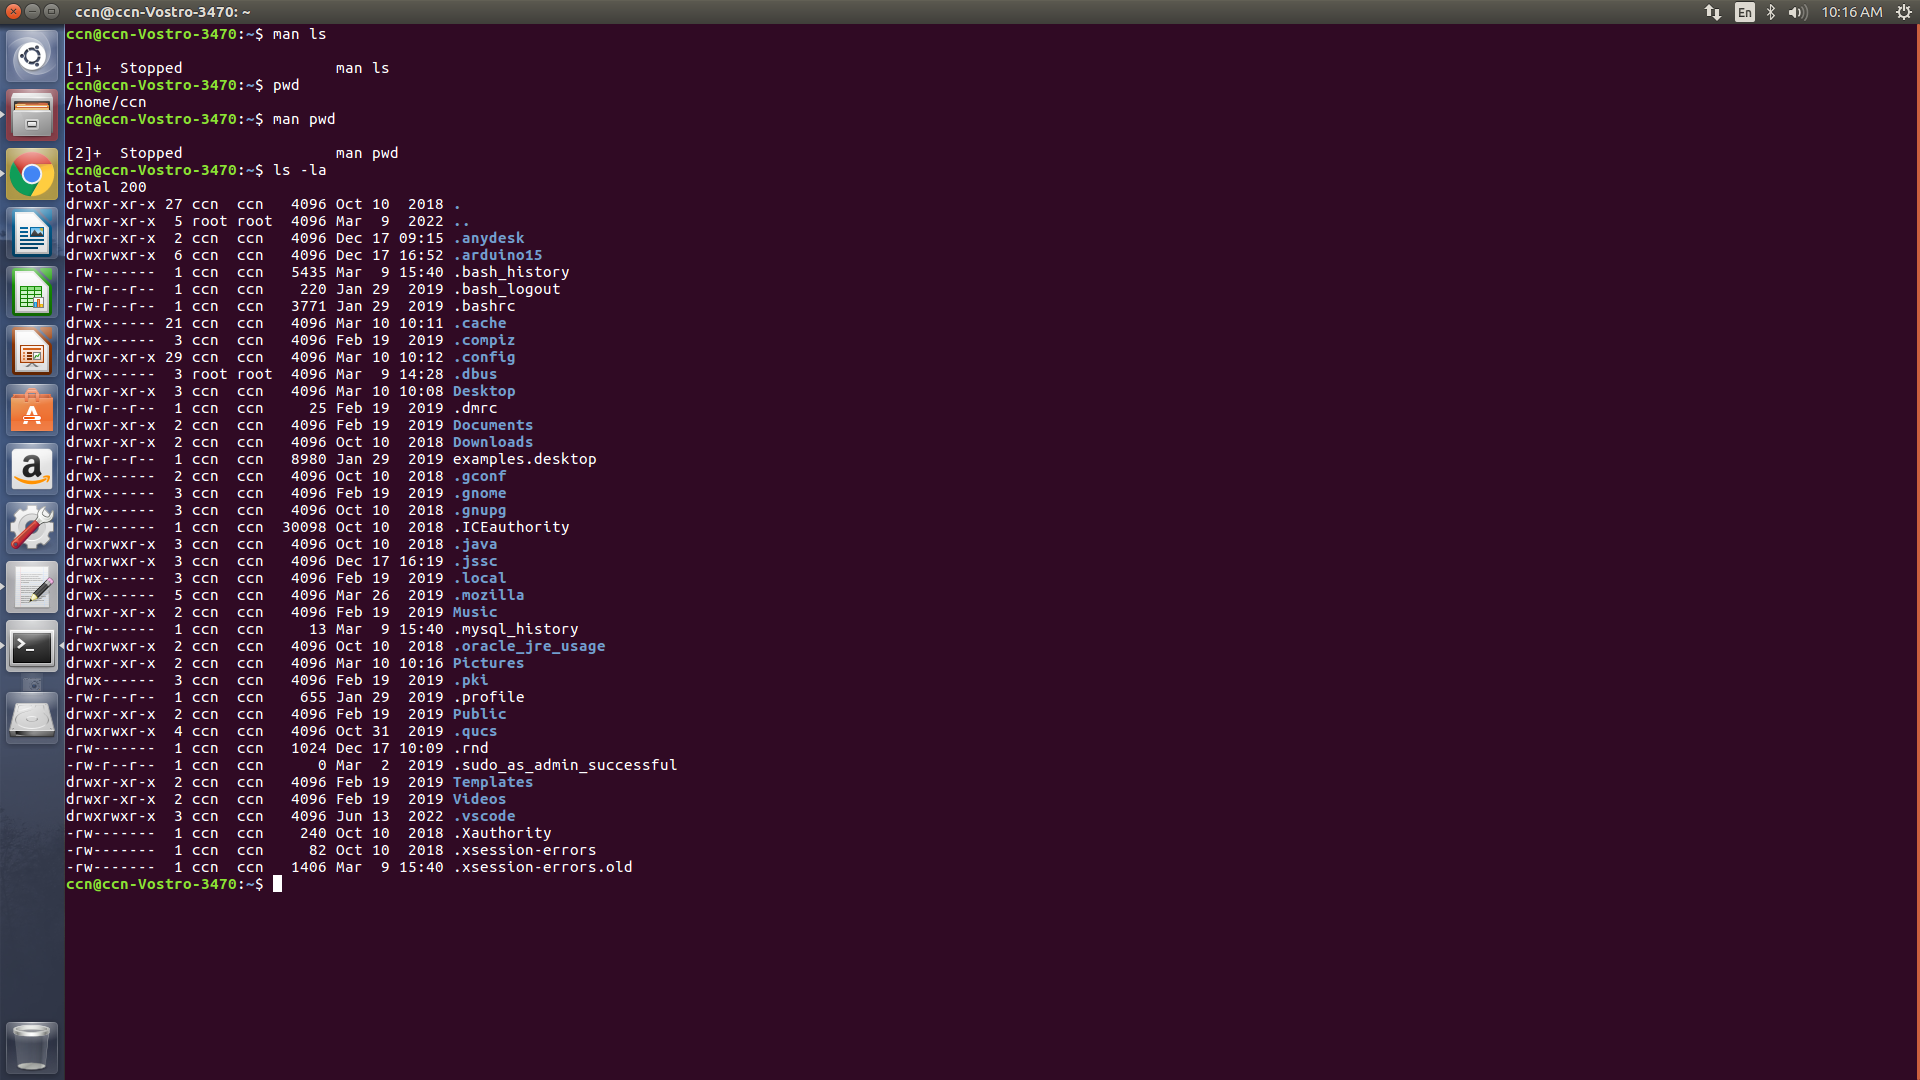 ccn@ccn-Vostro-3470: ~
En
10:16 AM
ccn@ccn-Vostro-3470:~$ man ls
[1]+  Stopped                 man ls
ccn@ccn-Vostro-3470:~$ pwd
/home/ccn
ccn@ccn-Vostro-3470:~$ man pwd
[2]+  Stopped                 man pwd
ccn@ccn-Vostro-3470:~$ ls -la
total 200
drwxr-xr-x 27 ccn  ccn   4096 Oct 10  2018 .
drwxr-xr-x  5 root root  4096 Mar  9  2022 ..
drwxr-xr-x  2 ccn  ccn   4096 Dec 17 09:15 .anydesk
drwxrwxr-x  6 ccn  ccn   4096 Dec 17 16:52 .arduino15
-rw-------  1 ccn  ccn   5435 Mar  9 15:40 .bash_history
-rw-r--r--  1 ccn  ccn    220 Jan 29  2019 .bash_logout
-rw-r--r--  1 ccn  ccn   3771 Jan 29  2019 .bashrc
drwx------ 21 ccn  ccn   4096 Mar 10 10:11 .cache
drwx------  3 ccn  ccn   4096 Feb 19  2019 .compiz
drwxr-xr-x 29 ccn  ccn   4096 Mar 10 10:12 .config
drwx------  3 root root  4096 Mar  9 14:28 .dbus
drwxr-xr-x  3 ccn  ccn   4096 Mar 10 10:08 Desktop
-rw-r--r--  1 ccn  ccn     25 Feb 19  2019 .dmrc
drwxr-xr-x  2 ccn  ccn   4096 Feb 19  2019 Documents
drwxr-xr-x  2 ccn  ccn   4096 Oct 10  2018 Downloads
-rw-r--r--  1 ccn  ccn   8980 Jan 29  2019 examples.desktop
drwx------  2 ccn  ccn   4096 Oct 10  2018 .gconf
drwx------  3 ccn  ccn   4096 Feb 19  2019 .gnome
drwx------  3 ccn  ccn   4096 Oct 10  2018 .gnupg
-rw-------  1 ccn  ccn  30098 Oct 10  2018 .ICEauthority
drwxrwxr-x  3 ccn  ccn   4096 Oct 10  2018 .java
drwxrwxr-x  3 ccn  ccn   4096 Dec 17 16:19 .jssc
drwx------  3 ccn  ccn   4096 Feb 19  2019 .local
drwx------  5 ccn  ccn   4096 Mar 26  2019 .mozilla
drwxr-xr-x  2 ccn  ccn   4096 Feb 19  2019 Music
-rw-------  1 ccn  ccn     13 Mar  9 15:40 .mysql_history
drwxrwxr-x  2 ccn  ccn   4096 Oct 10  2018 .oracle_jre_usage
drwxr-xr-x  2 ccn  ccn   4096 Mar 10 10:16 Pictures
drwx------  3 ccn  ccn   4096 Feb 19  2019 .pki
-rw-r--r--  1 ccn  ccn    655 Jan 29  2019 .profile
drwxr-xr-x  2 ccn  ccn   4096 Feb 19  2019 Public
drwxrwxr-x  4 ccn  ccn   4096 Oct 31  2019 .qucs
-rw-------  1 ccn  ccn   1024 Dec 17 10:09 .rnd
-rw-r--r--  1 ccn  ccn      0 Mar  2  2019 .sudo_as_admin_successful
drwxr-xr-x  2 ccn  ccn   4096 Feb 19  2019 Templates
drwxr-xr-x  2 ccn  ccn   4096 Feb 19  2019 Videos
drwxrwxr-x  3 ccn  ccn   4096 Jun 13  2022 .vscode
-rw-------  1 ccn  ccn    240 Oct 10  2018 .Xauthority
-rw-------  1 ccn  ccn     82 Oct 10  2018 .xsession-errors
-rw-------  1 ccn  ccn   1406 Mar  9 15:40 .xsession-errors.old
ccn@ccn-Vostro-3470:~$